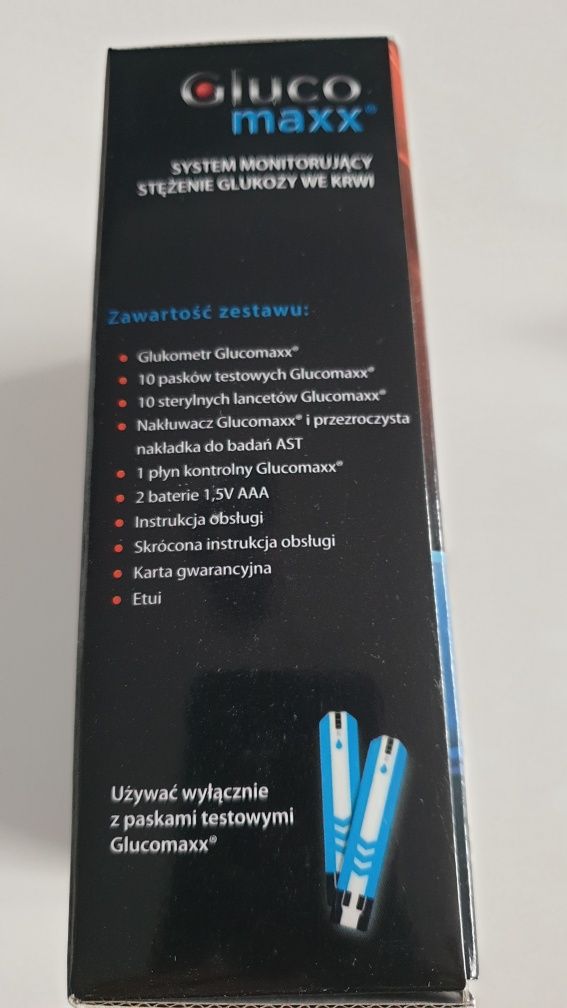 Gluco
maxx®
SYSTEM MONITORUJĄCY
STĘŻENIE GLUKOZY WE KRWI
Zawartość zestawu:
• Glukometr Glucomaxx®
• 10 pasków testowych Glucomaxx®
• 10 sterylnych lancetów Glucomaxx®
• Nakłuwacz Glucomaxx® i przezroczysta
nakładka do badań AST
• 1 płyn kontrolny Glucomaxx®
• 2 baterie 1,5V AAA
• Instrukcja obsługi
• Skrócona instrukcja obsługi
• Karta gwarancyjna
• Etui
Używać wyłącznie
z paskami testowymi
Glucomaxx®